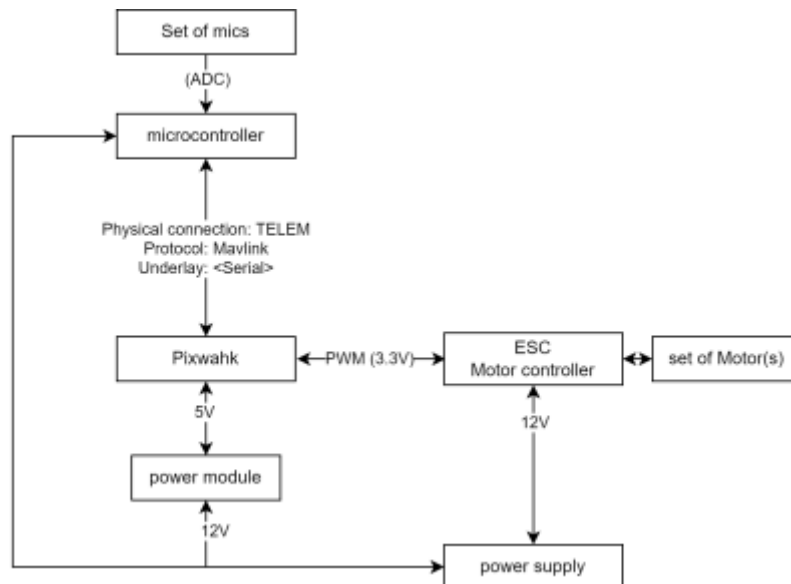 Set of mics
(ADC)
microcontroller
Physical connection: TELEM
Protocol: Mavlink
Underlay: <Serial>
Pixwahk
PWM (3.3V)
ESC
Motor controller
set of Motor(s)
5V
12V
power module
12V
power supply